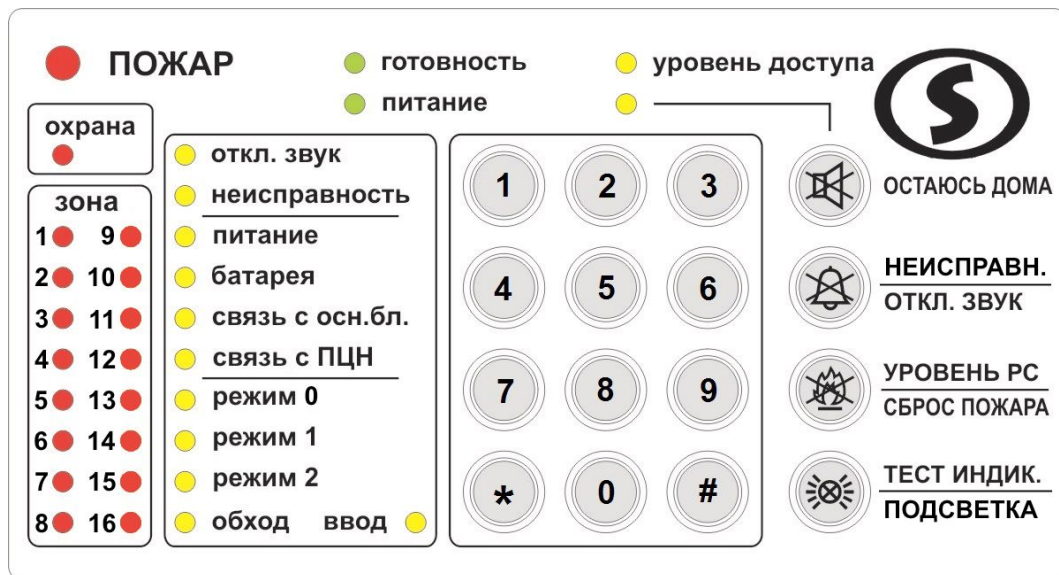 ПОЖАР
готовность
питание
уровень доступа
S
охрана
зона
1 9
2 10
3 11
4 12
5 13
6 14
7 15
8 16
откл. звук
неисправность
питание
батарея
связь с осн.бл.
связь с ПЦН
режим 0
режим 1
режим 2
обход ввод
1 2 3
4 5 6
7 8 9
* 0 #
ОСТАЮСЬ ДОМА
НЕИСПРАВН.
ОТКЛ. ЗВУК
УРОВЕНЬ РС
СБРОС ПОЖАРА
ТЕСТ ИНДИК.
ПОДСВЕТКА